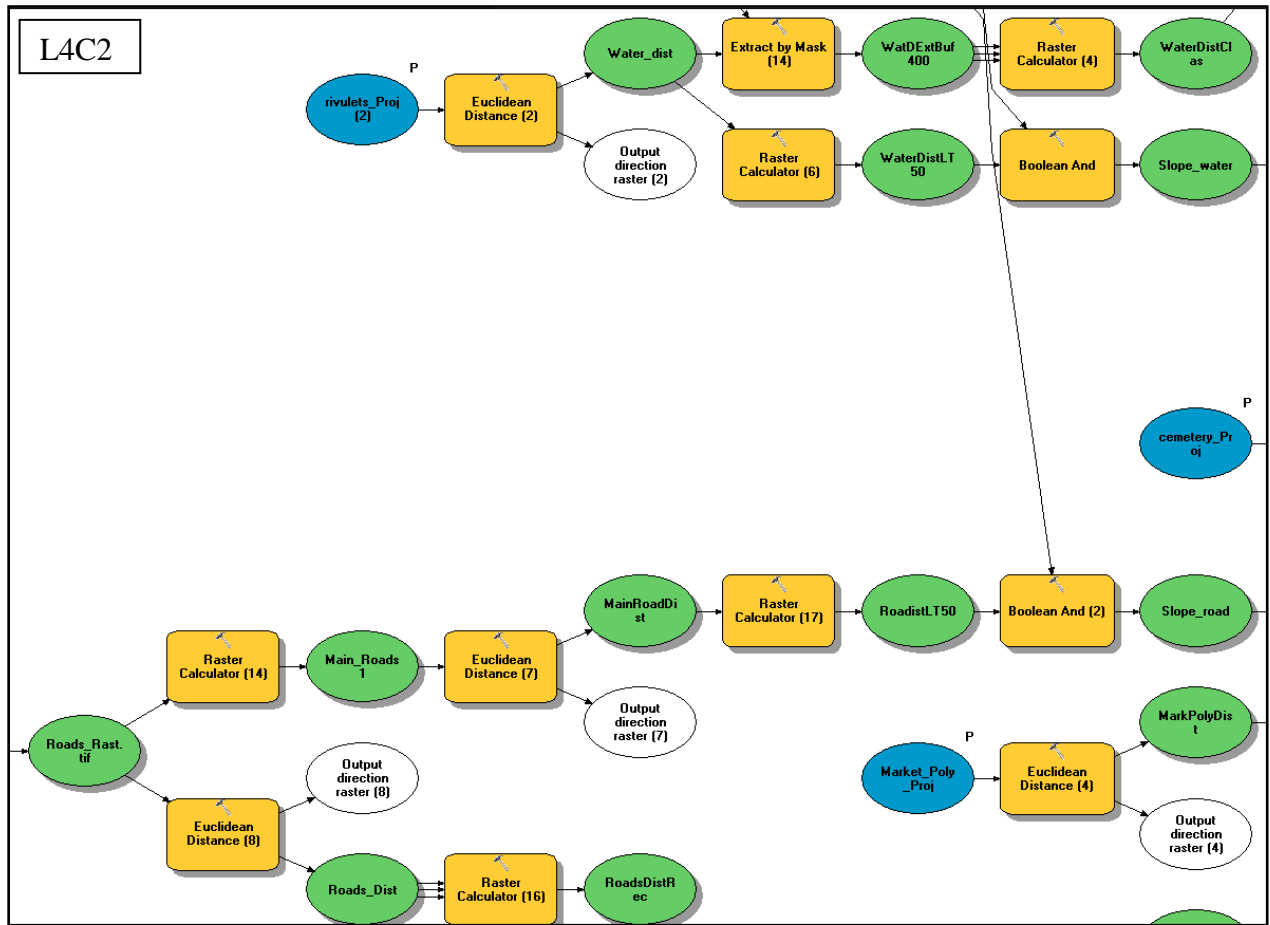 L4C2
P
rivulets_Proj
(2)
Euclidean
Distance (2)
Water_dist
Output
direction
raster (2)
Extract by Mask
(14)
WatDExtBuf
400
Raster
Calculator (4)
WaterDistCl
as
Raster
Calculator (6)
WaterDistLT
50
Boolean And
Slope_water
P
cemetery_Pr
oj
Roads_Rast.
tif
Raster
Calculator (14)
Main_Roads
1
Euclidean
Distance (7)
MainRoadDi
st
Output
direction
raster (7)
Raster
Calculator (17)
RoadistLT50
Boolean And (2)
Slope_road
Euclidean
Distance (8)
Output
direction
raster (8)
Roads_Dist
Raster
Calculator (16)
RoadsDistR
ec
P
Market_Poly
_Proj
Euclidean
Distance (4)
MarkPolyDis
t
Output
direction
raster (4)